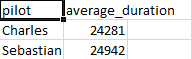 pilot average_duration
Charles 24281
Sebastian 24942